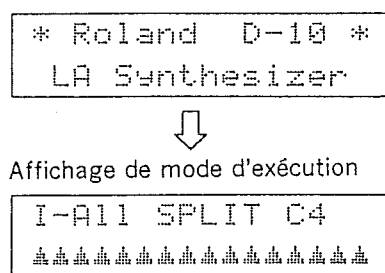 * Roland D-10 *
LA Synthesizer
Affichage de mode d'exécution
I-All SPLIT C4